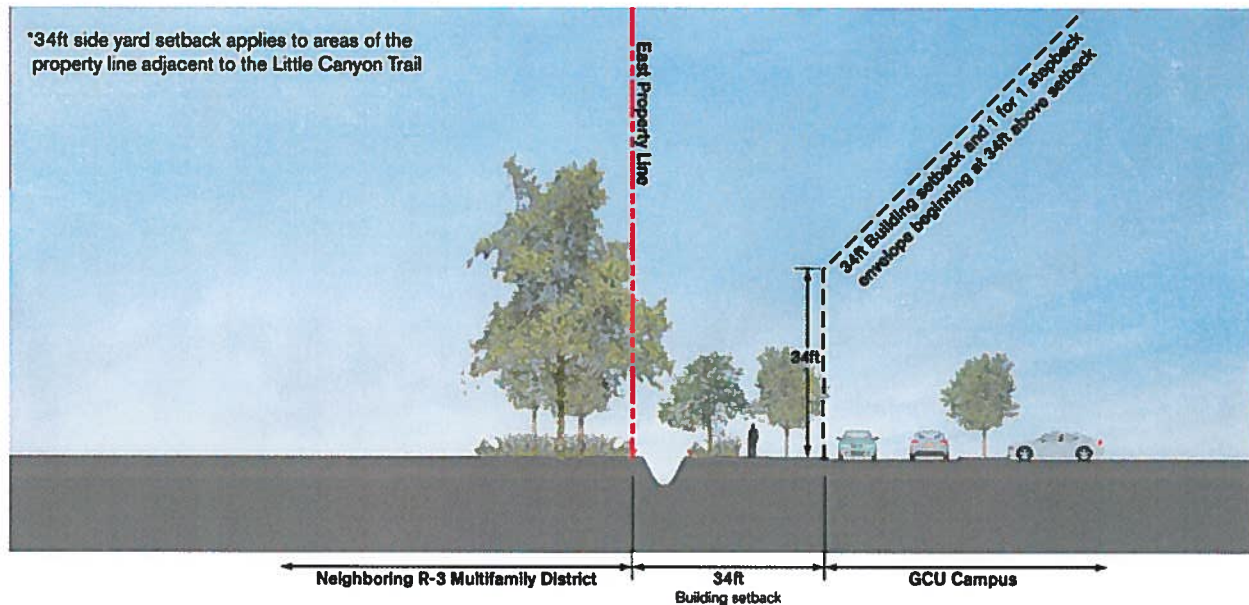 *34ft side yard setback applies to areas of the
property line adjacent to the Little Canyon Trail
East Property Line
34ft Building setback and 1 for 1 stepback
envelope beginning at 34ft above setback
34ft
Neighboring R-3 Multifamily District
34ft
Building setback
GCU Campus